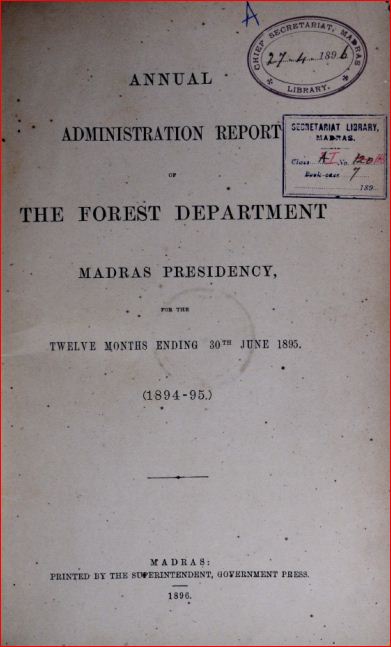 A
CHIEF SECRETARIAT, MADRAS
27-4-1896
LIBRARY.
ANNUAL
ADMINISTRATION REPORT
SECRETARIAT LIBRARY,
MADRAS.
Class AI No.
Book-case 7
189
OF
THE FOREST DEPARTMENT
MADRAS PRESIDENCY,
FOR THE
TWELVE MONTHS ENDING 30TH JUNE 1895.
(1894-95.)
MADRAS:
PRINTED BY THE SUPERINTENDENT, GOVERNMENT PRESS.
1896.